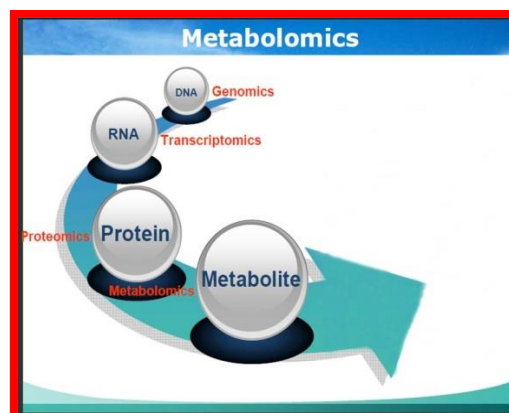 Metabolomics
DNA
Genomics
RNA
Transcriptomics
Proteomics
Protein
Metabolomics
Metabolite